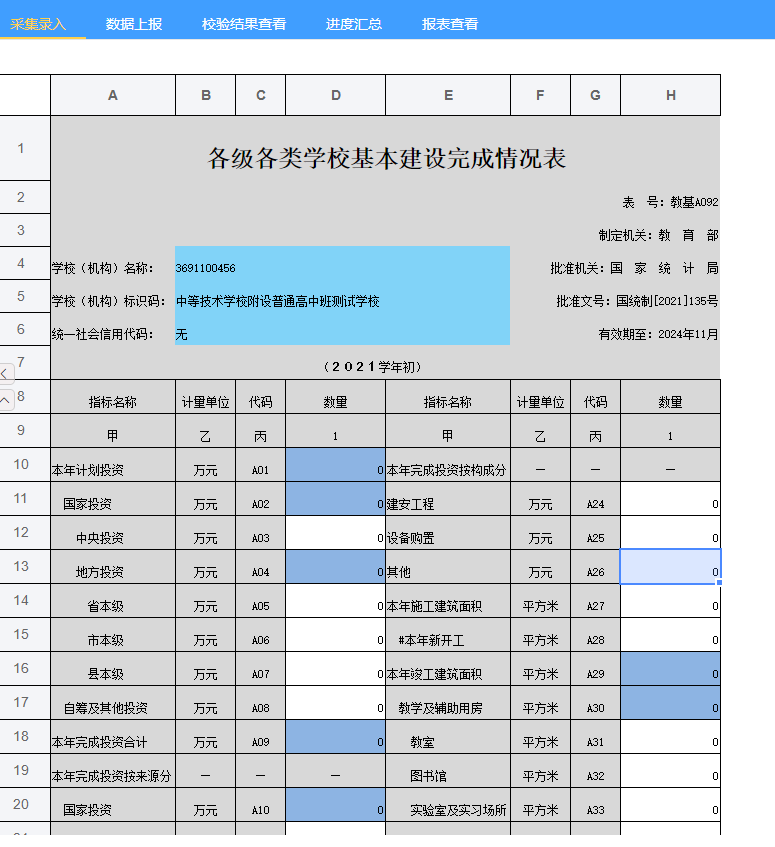 采集录入 数据上报 校验结果查看 进度汇总 报表查看
A B C D E F G H
1 各级各类学校基本建设完成情况表
2 表 号：教基A092
3 制定机关：教 育 部
4 学校（机构）名称： 3691100456 批准机关：国 家 统 计 局
5 学校（机构）标识码： 中等技术学校附设普通高中班测试学校 批准文号：国统制[2021]135号
6 统一社会信用代码： 无 有效期至：2024年11月
7 （２０２１学年初）
8 指标名称 计量单位 代码 数量 指标名称 计量单位 代码 数量
9 甲 乙 丙 1 甲 乙 丙 1
10 本年计划投资 万元 A01 0 本年完成投资按构成分 — — —
11 国家投资 万元 A02 0 建安工程 万元 A24 0
12 中央投资 万元 A03 0 设备购置 万元 A25 0
13 地方投资 万元 A04 0 其他 万元 A26 0
14 省本级 万元 A05 0 本年施工建筑面积 平方米 A27 0
15 市本级 万元 A06 0 #本年新开工 平方米 A28 0
16 县本级 万元 A07 0 本年竣工建筑面积 平方米 A29 0
17 自筹及其他投资 万元 A08 0 教学及辅助用房 平方米 A30 0
18 本年完成投资合计 万元 A09 0 教室 平方米 A31 0
19 本年完成投资按来源分 — — — 图书馆 平方米 A32 0
20 国家投资 万元 A10 0 实验室及实习场所 平方米 A33 0